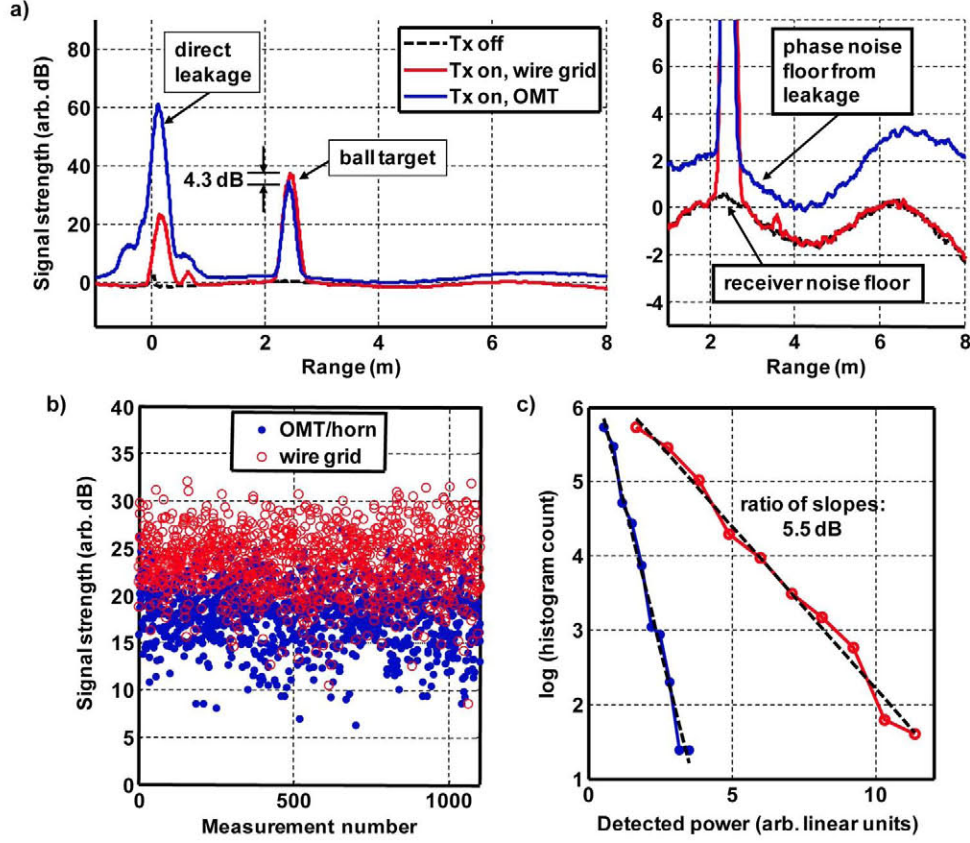 a)
80
60
40
20
0
Signal strength (arb. dB)
direct
leakage
4.3 dB
ball target
Tx off
Tx on, wire grid
Tx on, OMT
0 2 4 6 8
Range (m)
8
6
4
2
0
-2
-4
phase noise
floor from
leakage
receiver noise floor
2 4 6 8
Range (m)
b)
40
35
30
25
20
15
10
5
0
Signal strength (arb. dB)
OMT/horn
wire grid
0 500 1000
Measurement number
c)
6
5
4
3
2
1
log (histogram count)
ratio of slopes:
5.5 dB
0 5 10
Detected power (arb. linear units)